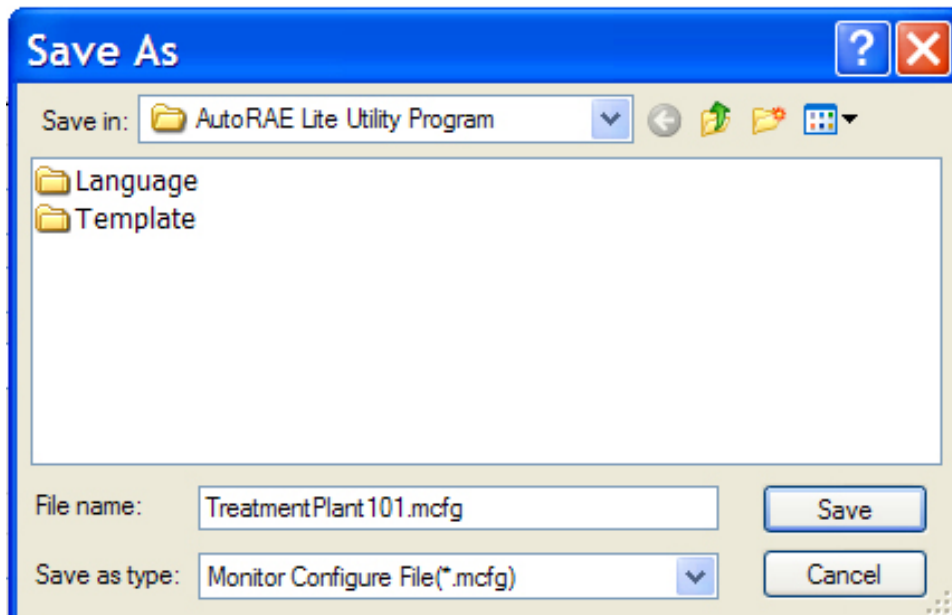 Save As
Save in: AutoRAE Lite Utility Program
Language
Template
File name: TreatmentPlant101.mcfg
Save
Save as type: Monitor Configure File(*.mcfg)
Cancel